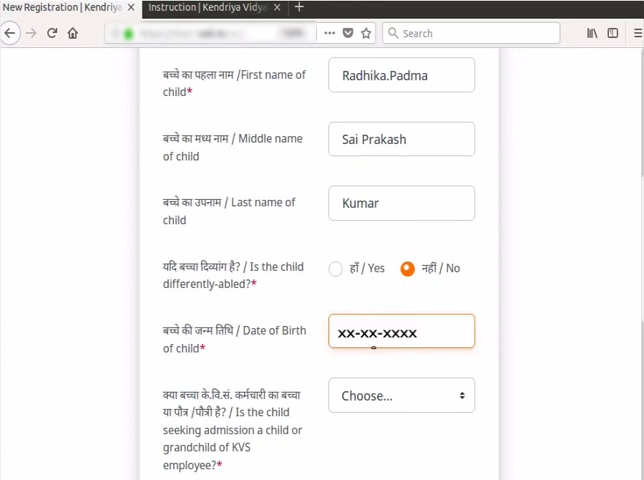 New Registration | Kendriya
Instruction | Kendriya Vidya
Search
बच्चे का पहला नाम /First name of
child*
Radhika.Padma
बच्चे का मध्य नाम / Middle name
of child
Sai Prakash
बच्चे का उपनाम / Last name of
child
Kumar
यदि बच्चा दिव्यांग है? / Is the child
differently-abled?*
हाँ / Yes
नहीं / No
बच्चे की जन्म तिथि / Date of Birth
of child*
xx-xx-xxxx
क्या बच्चा के.वि.सं. कर्मचारी का बच्चा
या पौत्र /पौत्री है? / Is the child
seeking admission a child or
grandchild of KVS
employee?*
Choose...